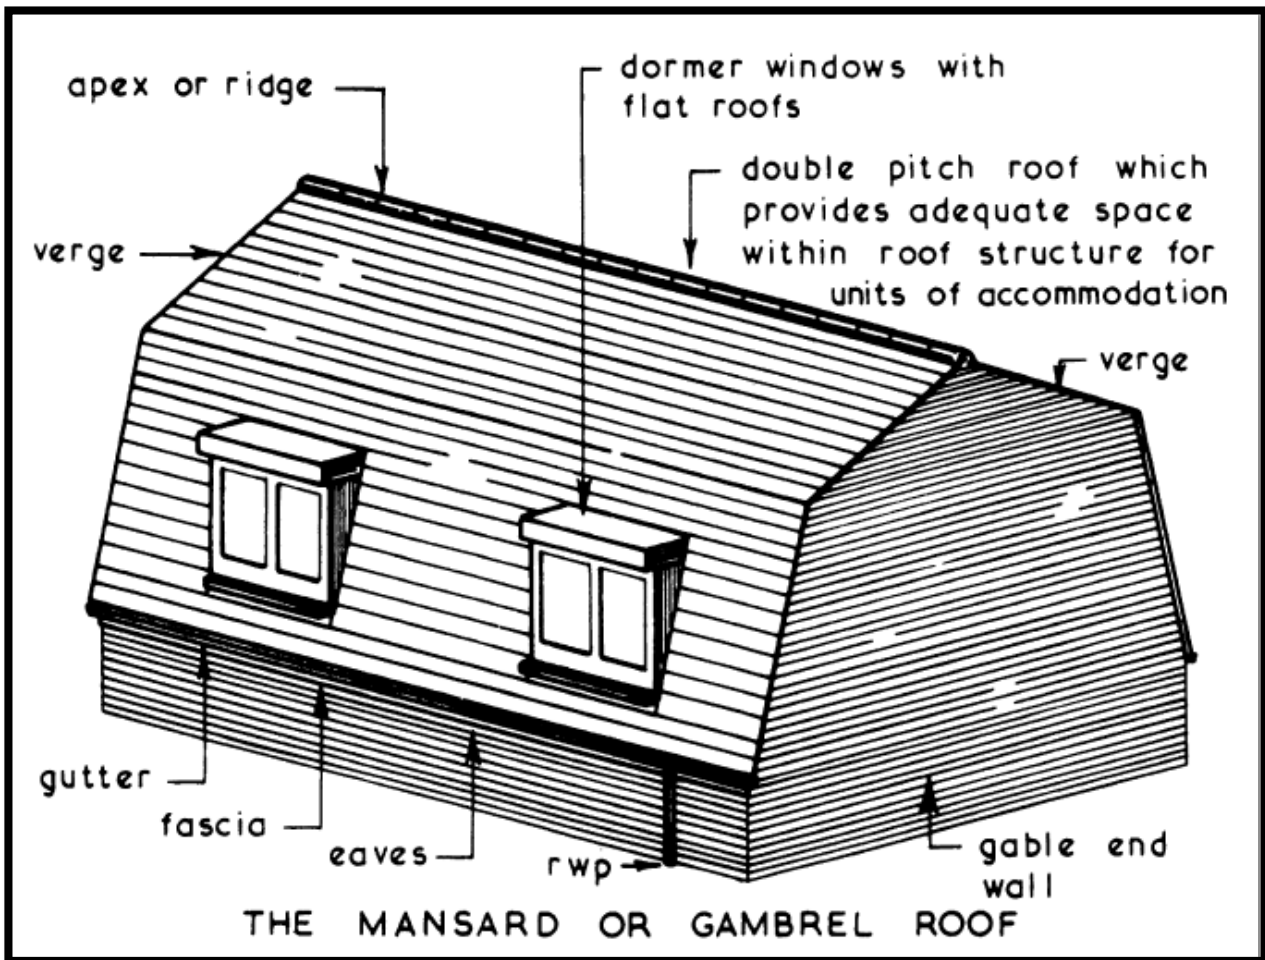 apex or ridge
dormer windows with
flat roofs
double pitch roof which
provides adequate space
within roof structure for
units of accommodation
verge
verge
gutter
fascia
eaves
rwp
gable end
wall
THE MANSARD OR GAMBREL ROOF